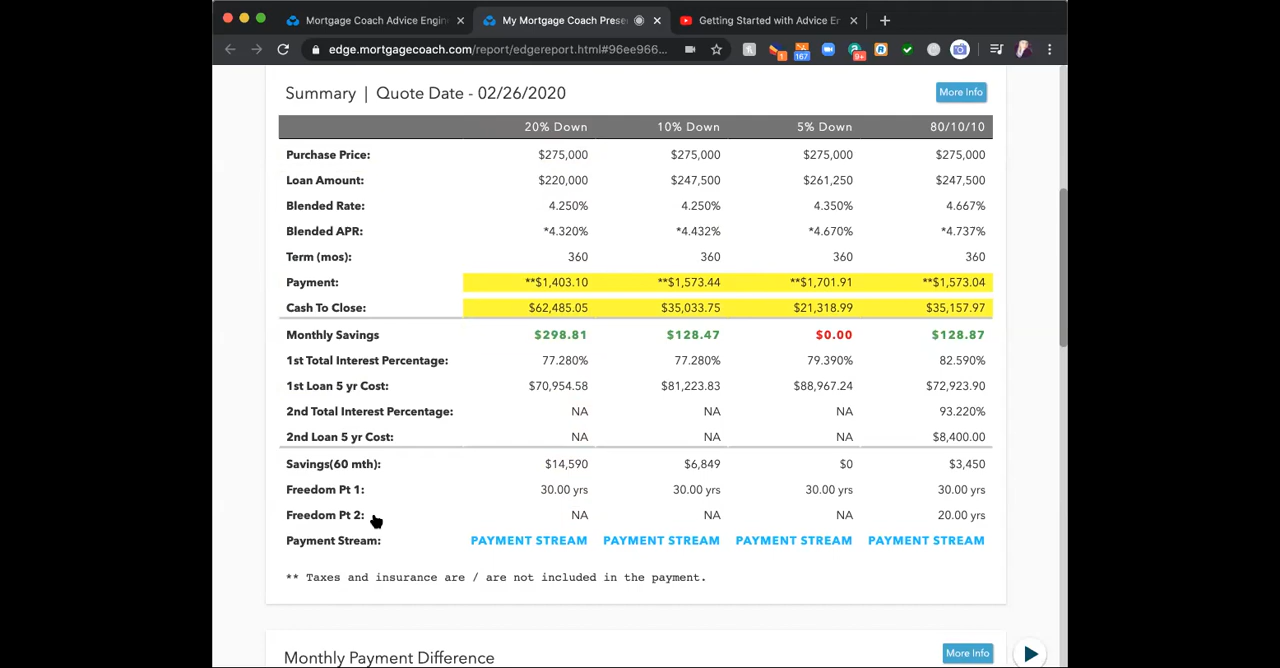 Mortgage Coach Advice Engin
My Mortgage Coach Prese
Getting Started with Advice Er
edge.mortgagecoach.com/report/edgereport.html#96ee966...
1
167
9+
Summary | Quote Date - 02/26/2020
More Info
20% Down 10% Down 5% Down 80/10/10
Purchase Price: $275,000 $275,000 $275,000 $275,000
Loan Amount: $220,000 $247,500 $261,250 $247,500
Blended Rate: 4.250% 4.250% 4.350% 4.667%
Blended APR: *4.320% *4.432% *4.670% *4.737%
Term (mos): 360 360 360 360
Payment: **$1,403.10 **$1,573.44 **$1,701.91 **$1,573.04
Cash To Close: $62,485.05 $35,033.75 $21,318.99 $35,157.97
Monthly Savings $298.81 $128.47 $0.00 $128.87
1st Total Interest Percentage: 77.280% 77.280% 79.390% 82.590%
1st Loan 5 yr Cost: $70,954.58 $81,223.83 $88,967.24 $72,923.90
2nd Total Interest Percentage: NA NA NA 93.220%
2nd Loan 5 yr Cost: NA NA NA $8,400.00
Savings(60 mth): $14,590 $6,849 $0 $3,450
Freedom Pt 1: 30.00 yrs 30.00 yrs 30.00 yrs 30.00 yrs
Freedom Pt 2: NA NA NA 20.00 yrs
Payment Stream: PAYMENT STREAM PAYMENT STREAM PAYMENT STREAM PAYMENT STREAM
** Taxes and insurance are / are not included in the payment.
Monthly Payment Difference
More Info